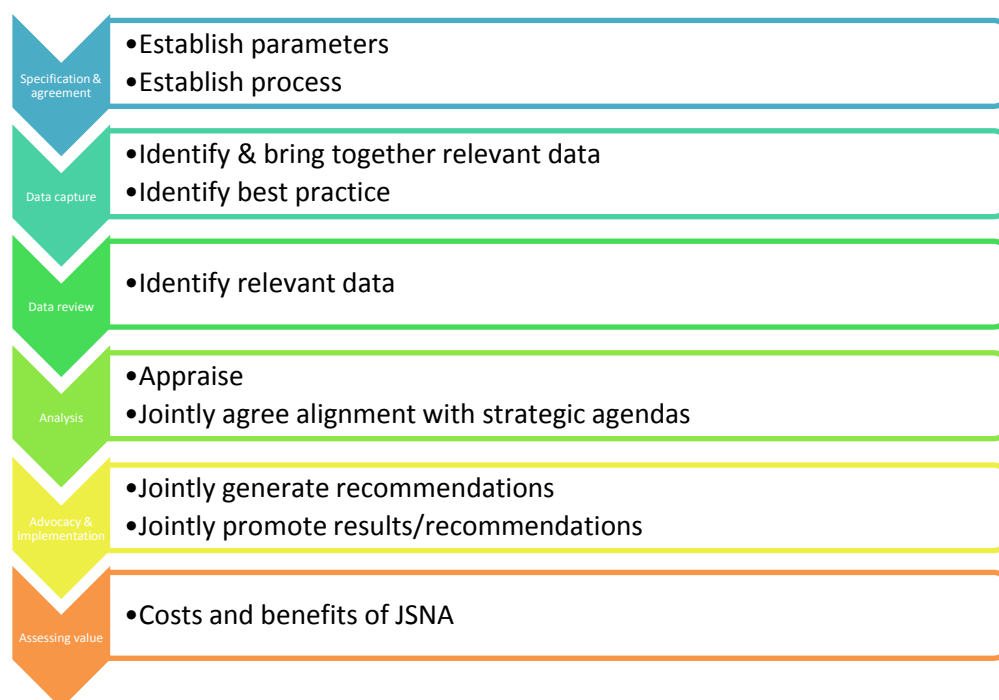 Specification &
agreement
•Establish parameters
•Establish process
Data capture
•Identify & bring together relevant data
•Identify best practice
Data review
•Identify relevant data
Analysis
•Appraise
•Jointly agree alignment with strategic agendas
Advocacy &
implementation
•Jointly generate recommendations
•Jointly promote results/recommendations
Assessing value
•Costs and benefits of JSNA